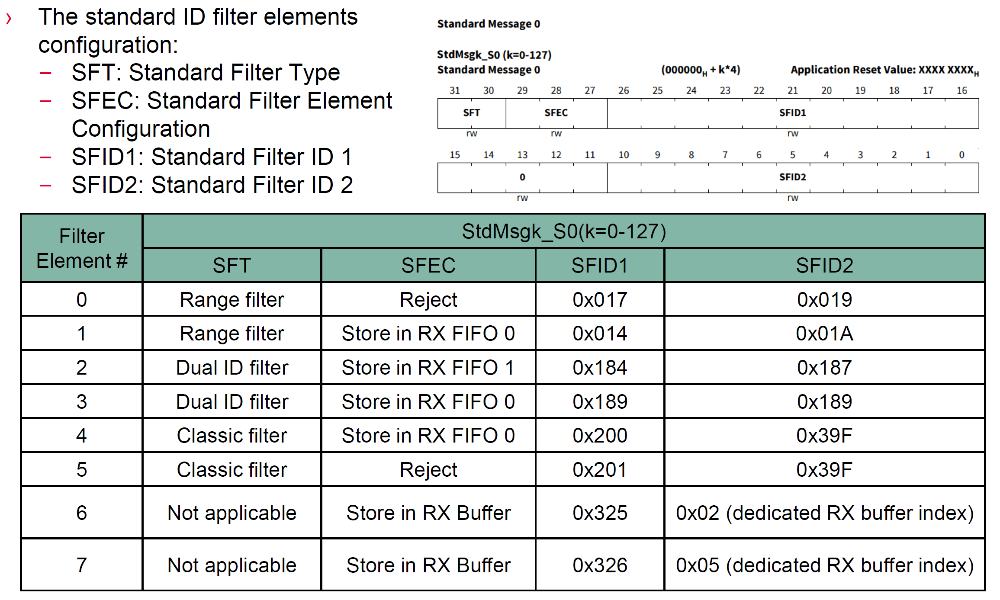 › The standard ID filter elements
configuration:
– SFT: Standard Filter Type
– SFEC: Standard Filter Element
Configuration
– SFID1: Standard Filter ID 1
– SFID2: Standard Filter ID 2
Standard Message 0
StdMsgk_S0 (k=0-127)
Standard Message 0 (000000H + k*4) Application Reset Value: XXXX XXXXH
31 30 29 28 27 26 25 24 23 22 21 20 19 18 17 16
SFT SFEC SFID1
rw rw rw
15 14 13 12 11 10 9 8 7 6 5 4 3 2 1 0
0 SFID2
rw rw
Filter
Element #
StdMsgk_S0(k=0-127)
SFT SFEC SFID1 SFID2
0 Range filter Reject 0x017 0x019
1 Range filter Store in RX FIFO 0 0x014 0x01A
2 Dual ID filter Store in RX FIFO 1 0x184 0x187
3 Dual ID filter Store in RX FIFO 0 0x189 0x189
4 Classic filter Store in RX FIFO 0 0x200 0x39F
5 Classic filter Reject 0x201 0x39F
6 Not applicable Store in RX Buffer 0x325 0x02 (dedicated RX buffer index)
7 Not applicable Store in RX Buffer 0x326 0x05 (dedicated RX buffer index)